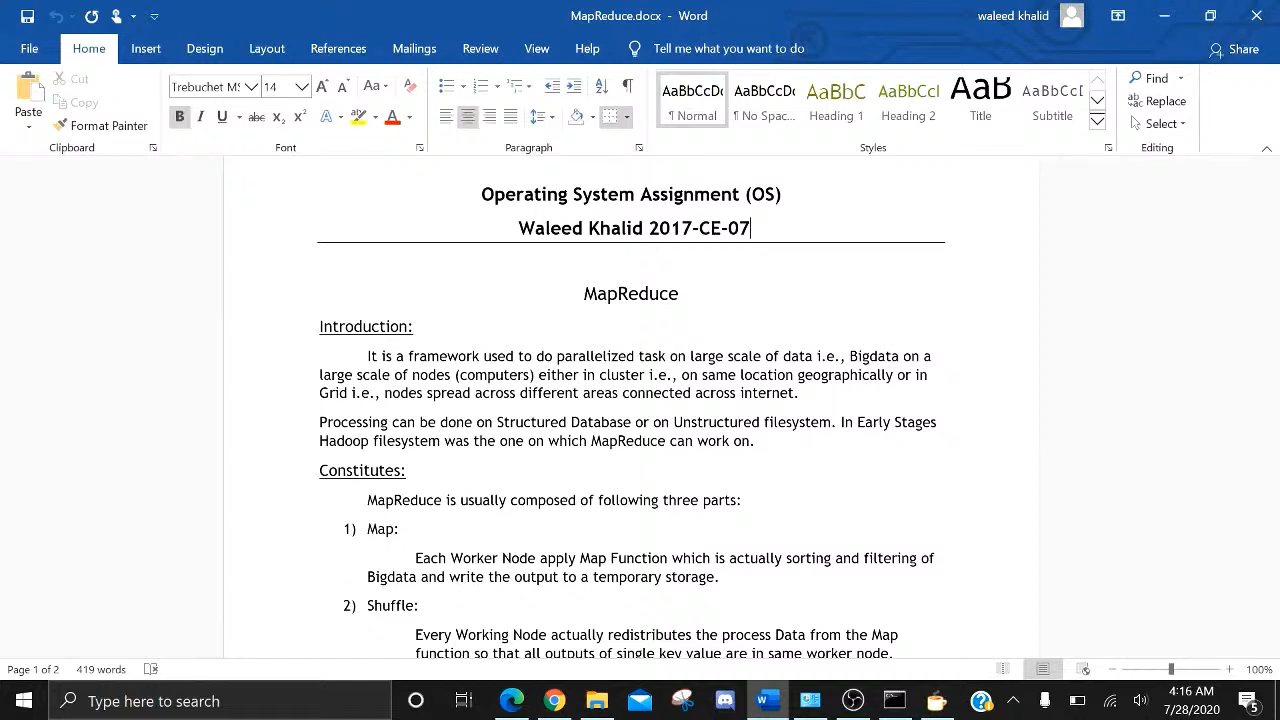 MapReduce.docx - Word
waleed khalid
File Home Insert Design Layout References Mailings Review View Help Tell me what you want to do Share
Paste
Cut
Copy
Format Painter
Clipboard
Trebuchet MS 14
Font
Paragraph
AaBbCcDc AaBbCcDc AaBbC AaBbCcI AaB AaBbCcD
¶ Normal ¶ No Spac... Heading 1 Heading 2 Title Subtitle
Styles
Find
Replace
Select
Editing
Operating System Assignment (OS)
Waleed Khalid 2017-CE-07
MapReduce
Introduction:
It is a framework used to do parallelized task on large scale of data i.e., Bigdata on a
large scale of nodes (computers) either in cluster i.e., on same location geographically or in
Grid i.e., nodes spread across different areas connected across internet.
Processing can be done on Structured Database or on Unstructured filesystem. In Early Stages
Hadoop filesystem was the one on which MapReduce can work on.
Constitutes:
MapReduce is usually composed of following three parts:
1) Map:
Each Worker Node apply Map Function which is actually sorting and filtering of
Bigdata and write the output to a temporary storage.
2) Shuffle:
Every Working Node actually redistributes the process Data from the Map
function so that all outputs of single key value are in same worker node.
Page 1 of 2 419 words 100%
Type here to search
4:16 AM
7/28/2020
5